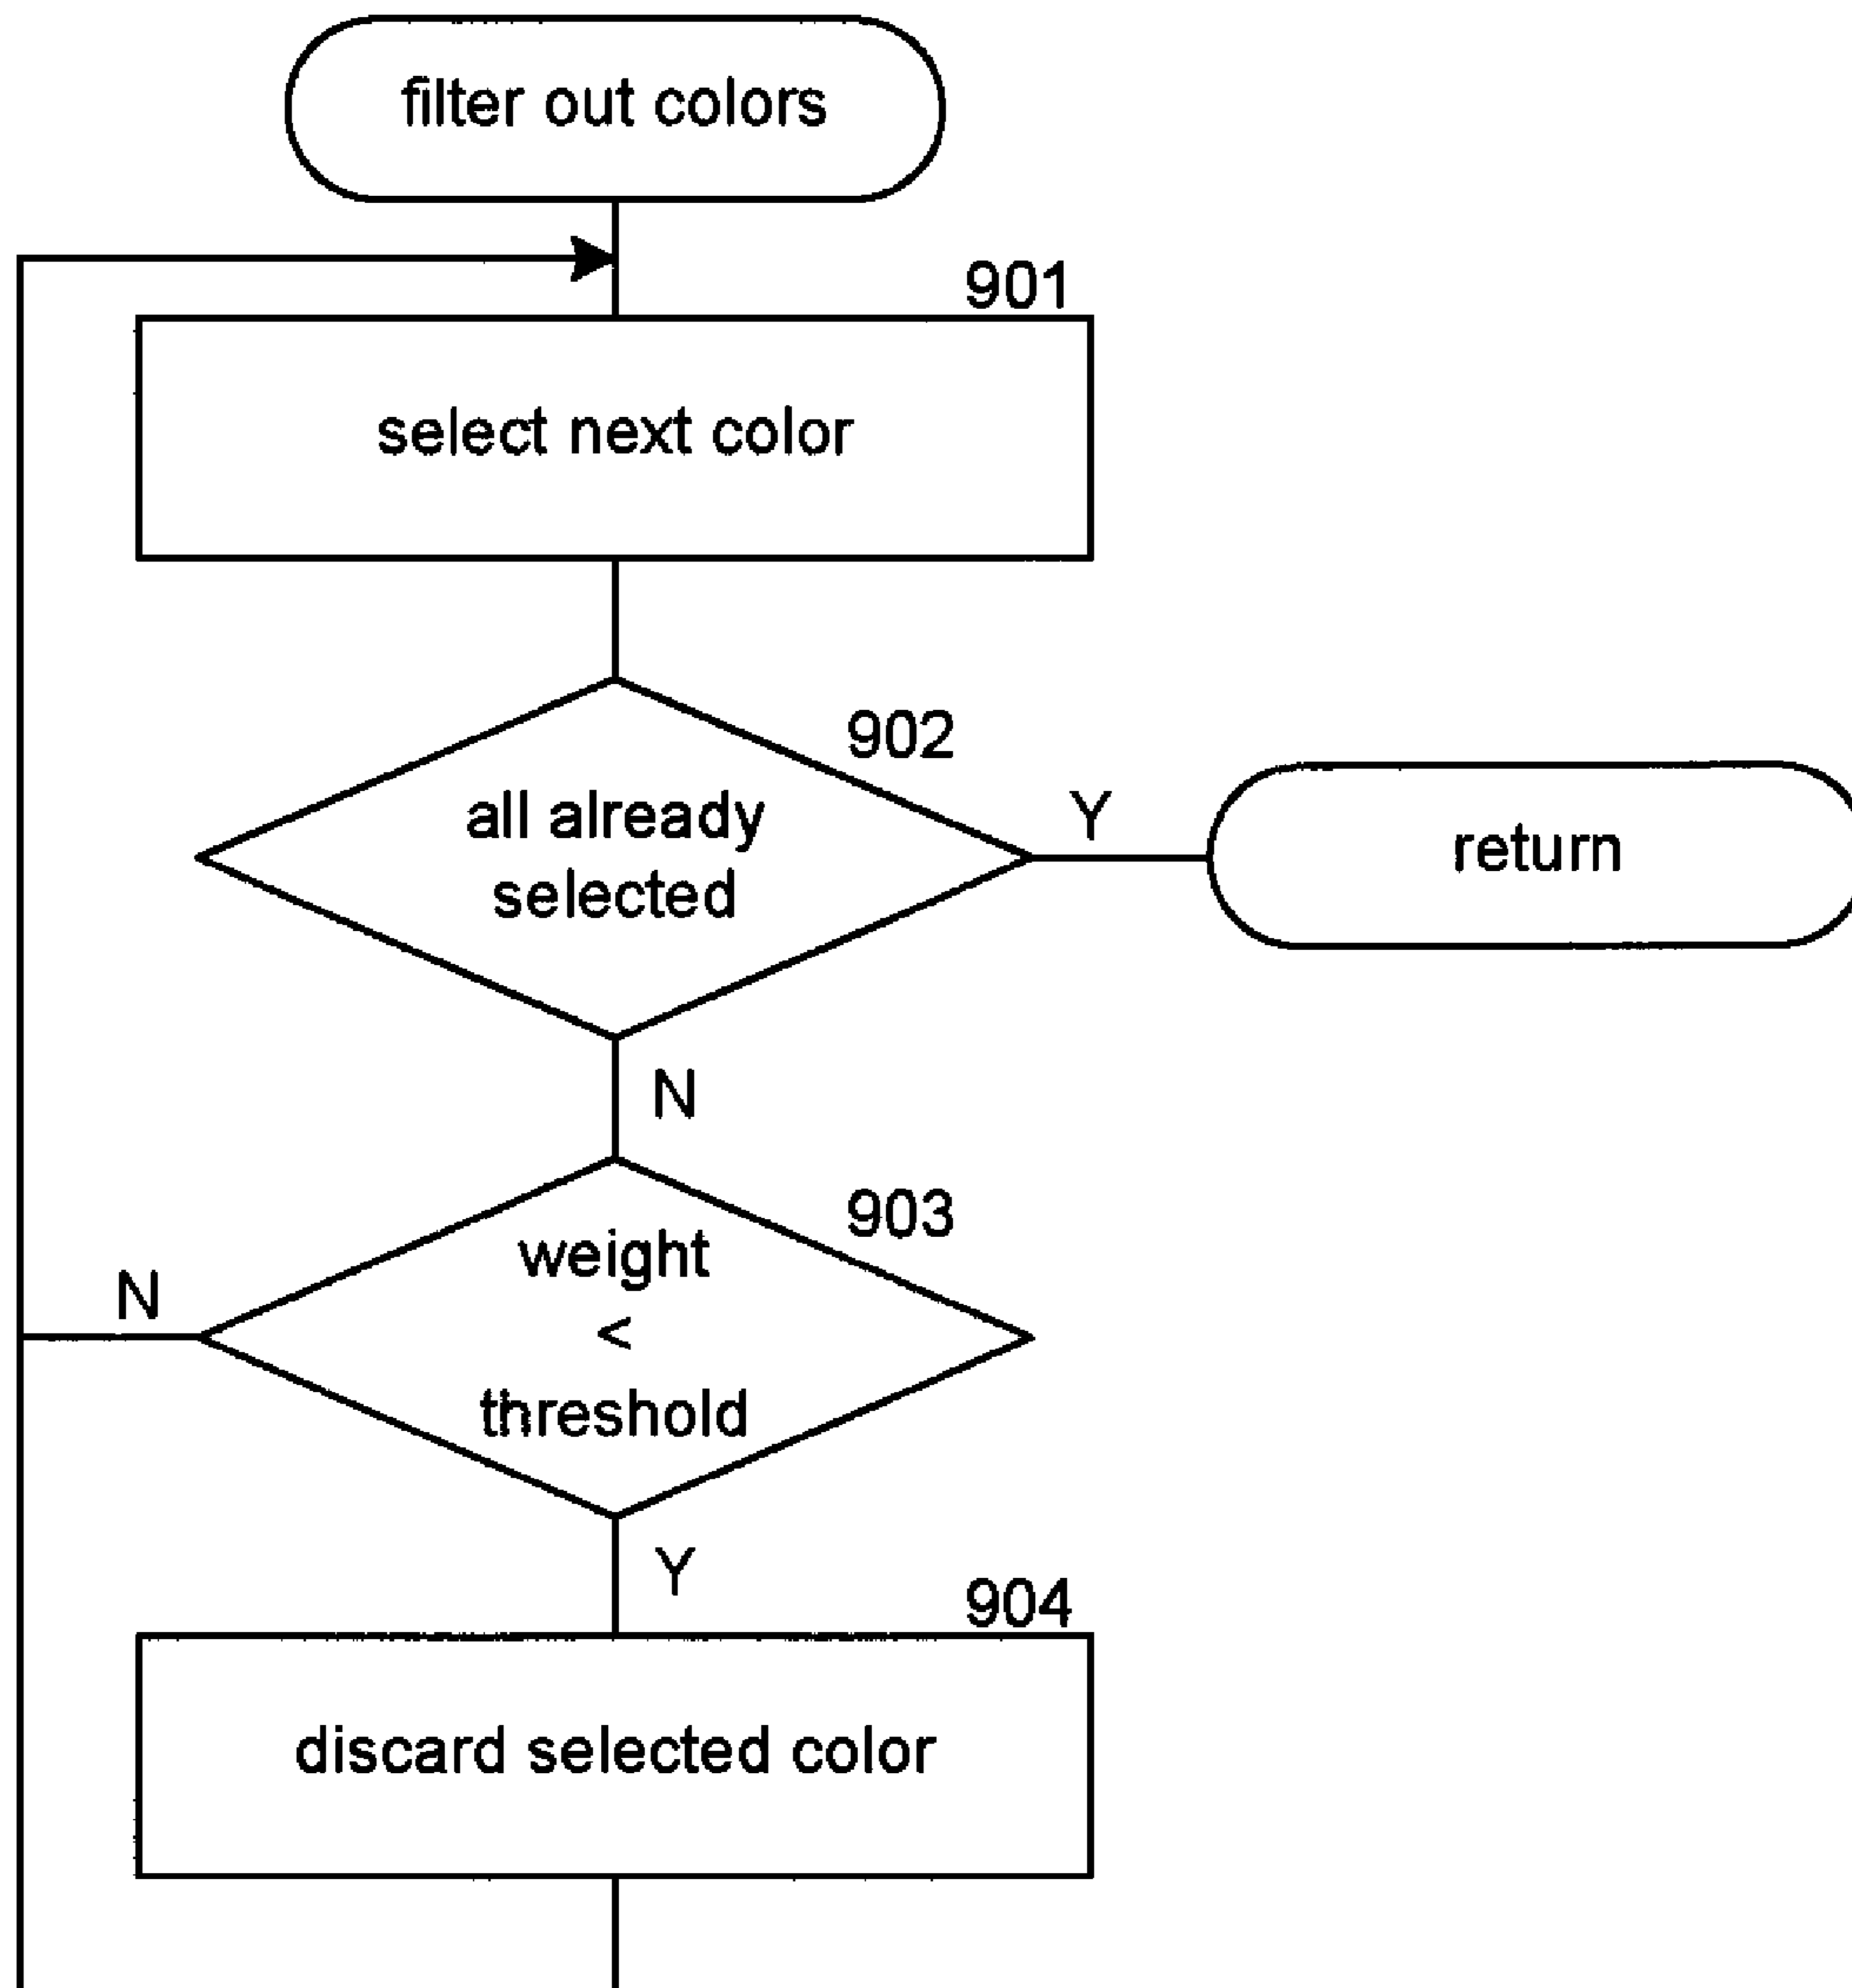 filter out colors
901
select next color
902
all already
selected
Y
return
N
903
weight
<
threshold
N
Y
904
discard selected color